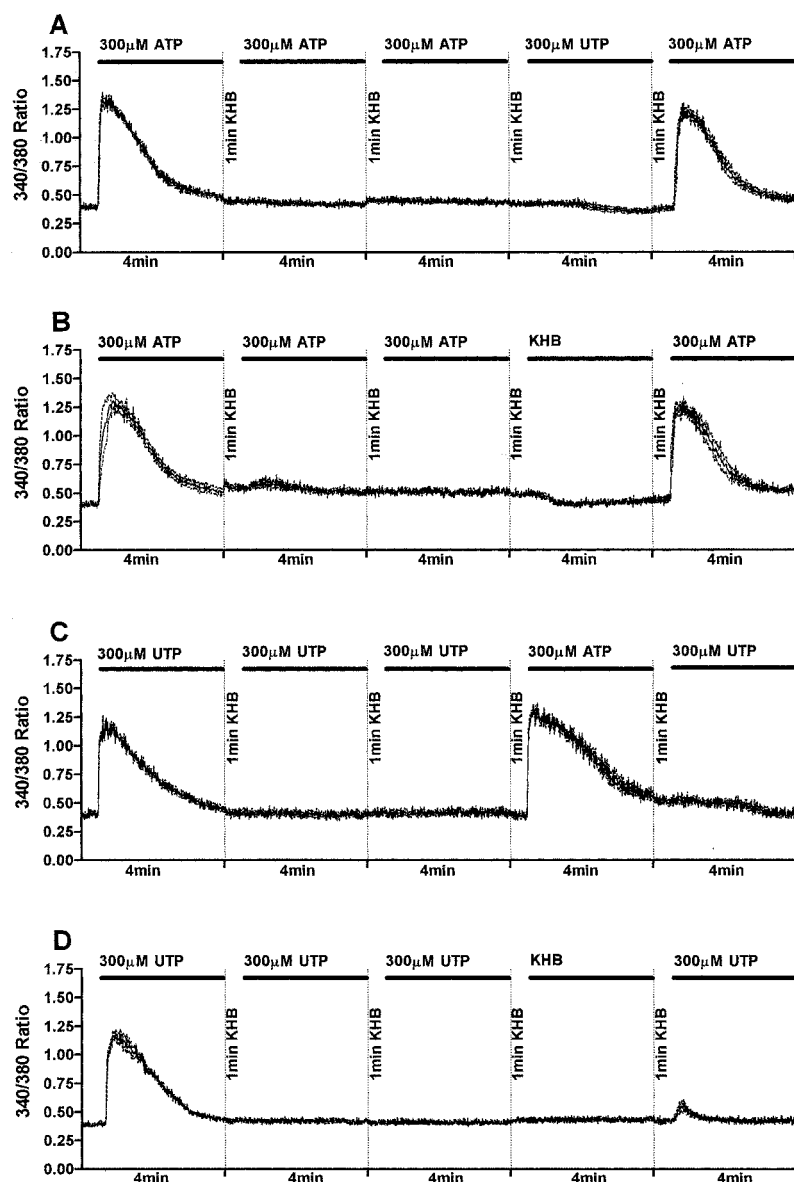 A
300μM ATP 300μM ATP 300μM ATP 300μM UTP 300μM ATP
340/380 Ratio
1.75
1.50
1.25
1.00
0.75
0.50
0.25
0.00
1min KHB 1min KHB 1min KHB 1min KHB
4min 4min 4min 4min 4min
B
300μM ATP 300μM ATP 300μM ATP KHB 300μM ATP
340/380 Ratio
1.75
1.50
1.25
1.00
0.75
0.50
0.25
0.00
1min KHB 1min KHB 1min KHB 1min KHB
4min 4min 4min 4min 4min
C
300μM UTP 300μM UTP 300μM UTP 300μM ATP 300μM UTP
340/380 Ratio
1.75
1.50
1.25
1.00
0.75
0.50
0.25
0.00
1min KHB 1min KHB 1min KHB 1min KHB
4min 4min 4min 4min 4min
D
300μM UTP 300μM UTP 300μM UTP KHB 300μM UTP
340/380 Ratio
1.75
1.50
1.25
1.00
0.75
0.50
0.25
0.00
1min KHB 1min KHB 1min KHB 1min KHB
4min 4min 4min 4min 4min